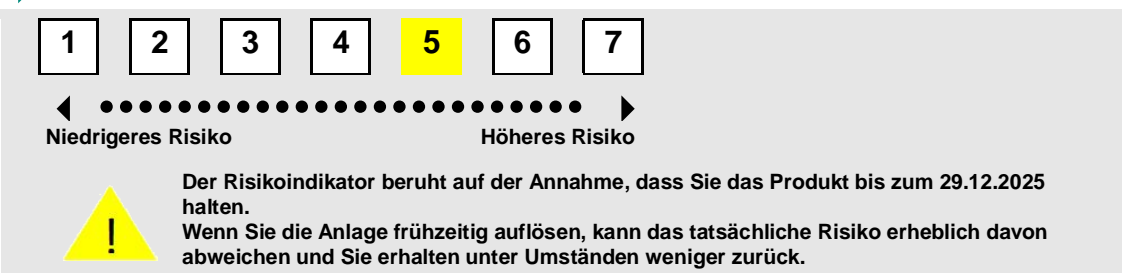 1 2 3 4 5 6 7
Niedrigeres Risiko Höheres Risiko
Der Risikoindikator beruht auf der Annahme, dass Sie das Produkt bis zum 29.12.2025
halten.
Wenn Sie die Anlage frühzeitig auflösen, kann das tatsächliche Risiko erheblich davon
abweichen und Sie erhalten unter Umständen weniger zurück.
!